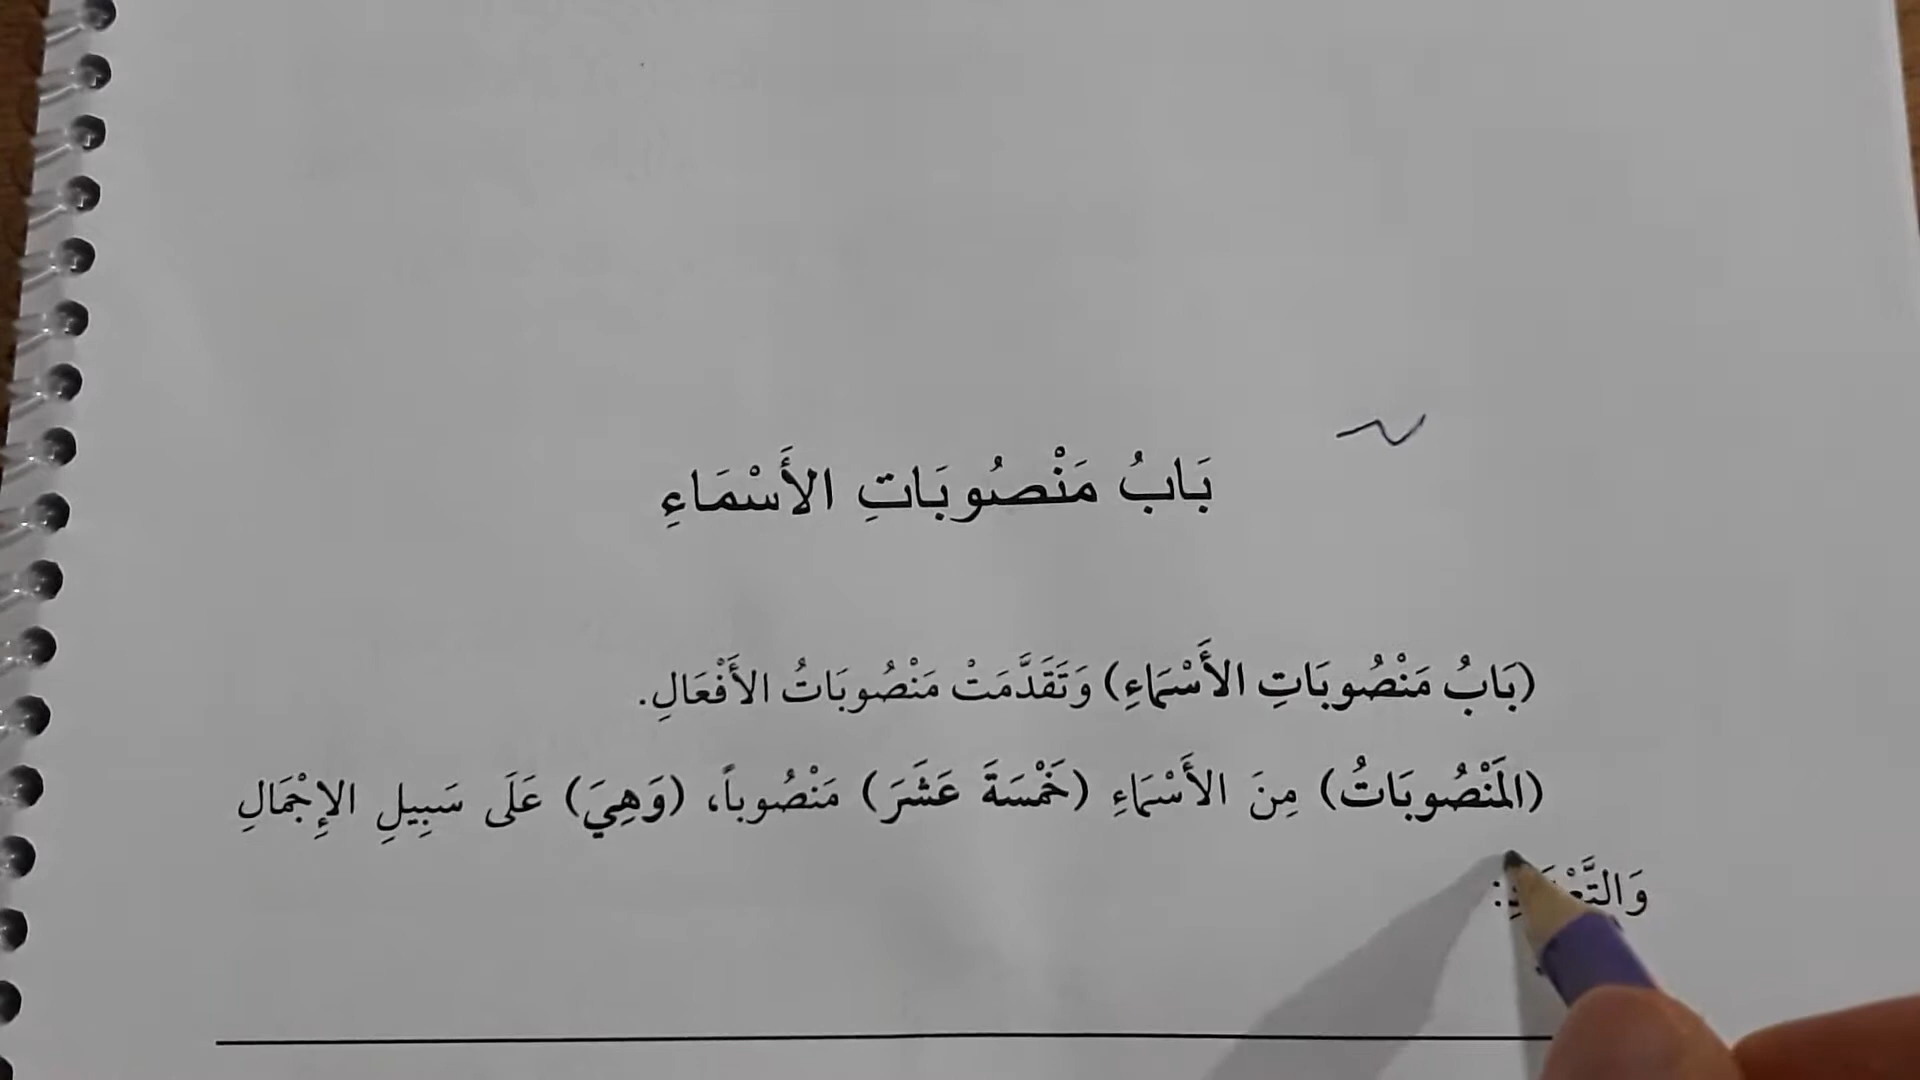 بَابُ مَنْصُوبَاتِ الأَسْمَاءِ
(بَابُ مَنْصُوبَاتِ الأَسْمَاءِ) وَتَقَدَّمَتْ مَنْصُوبَاتُ الأَفْعَالِ.
(المَنْصُوبَاتُ) مِنَ الأَسْمَاءِ (خَمْسَةَ عَشَرَ) مَنْصُوباً، (وَهِيَ) عَلَى سَبِيلِ الإِجْمَالِ